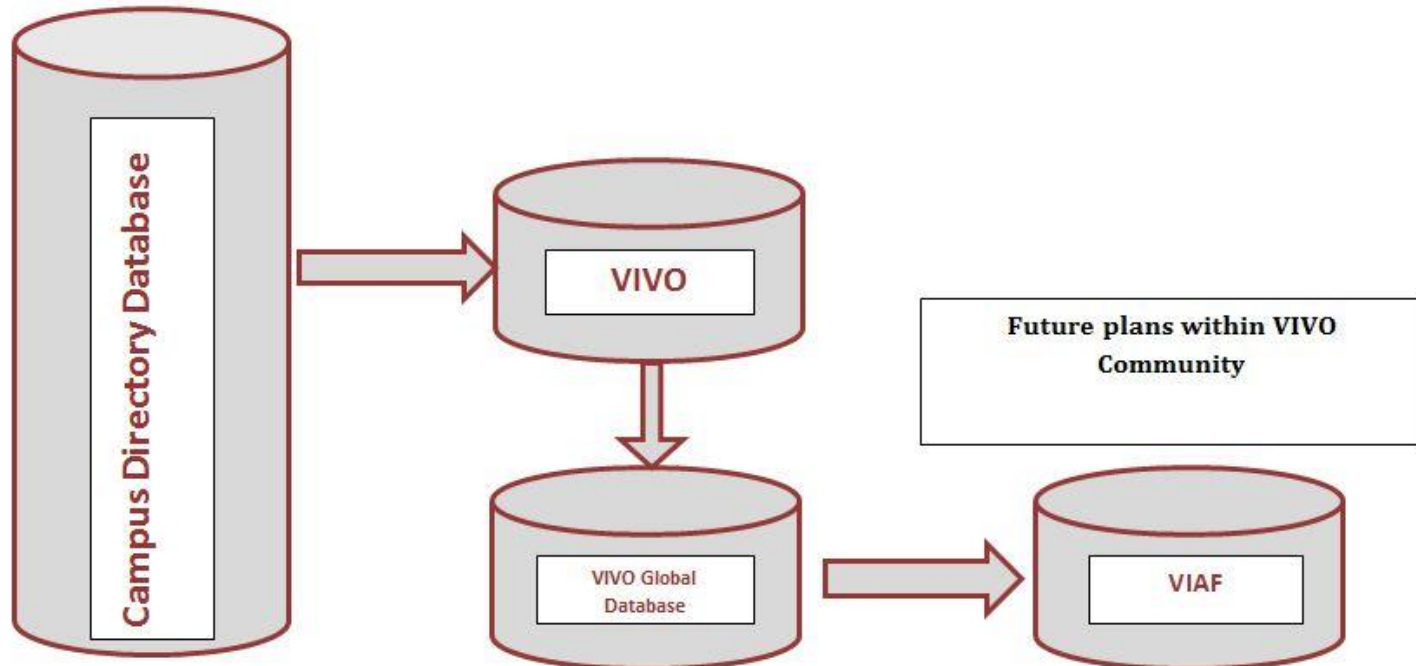 Campus Directory Database
VIVO
Future plans within VIVO
Community
VIVO Global
Database
VIAF